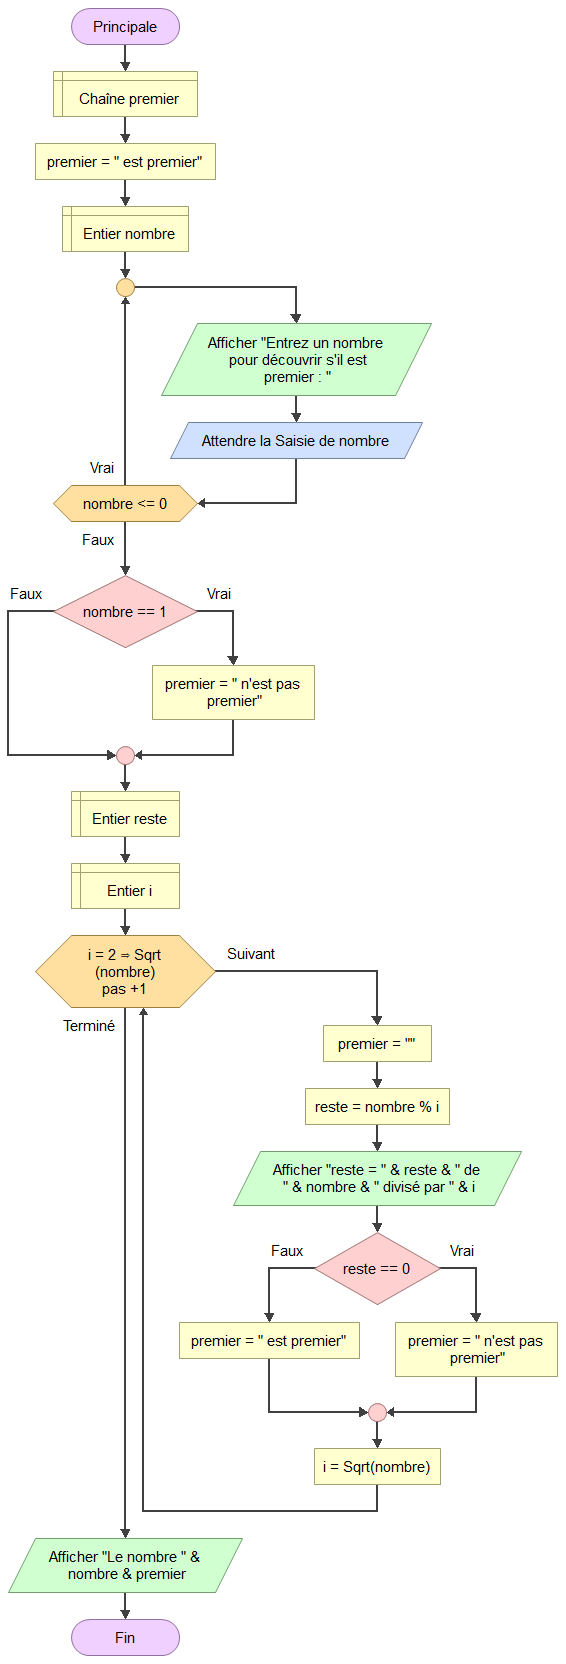 Principale
Chaîne premier
premier = " est premier"
Entier nombre
Afficher "Entrez un nombre
pour découvrir s'il est
premier : "
Attendre la Saisie de nombre
Vrai
nombre <= 0
Faux
Faux
Vrai
nombre == 1
premier = " n'est pas
premier"
Entier reste
Entier i
i = 2 ⇒ Sqrt
(nombre)
pas +1
Suivant
Terminé
premier = ""
reste = nombre % i
Afficher "reste = " & reste & " de
" & nombre & " divisé par " & i
Faux
Vrai
reste == 0
premier = " est premier"
premier = " n'est pas
premier"
i = Sqrt(nombre)
Afficher "Le nombre " &
nombre & premier
Fin